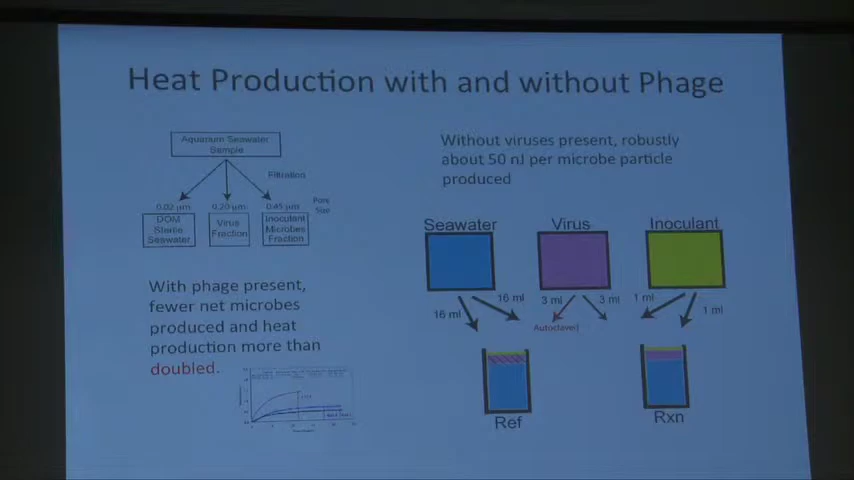 Heat Production with and without Phage
Aquarium Seawater
Sample
Filtration
0.02 µm
0.20 µm
0.45 µm
Pore
Size
DOM
Sterile
Seawater
Virus
Fraction
Inoculant
Microbes
Fraction
With phage present,
fewer net microbes
produced and heat
production more than
doubled.
Without viruses present, robustly
about 50 nJ per microbe particle
produced
Seawater
Virus
Inoculant
16 ml
16 ml
3 ml
3 ml
1 ml
1 ml
Autoclaved
Ref
Rxn